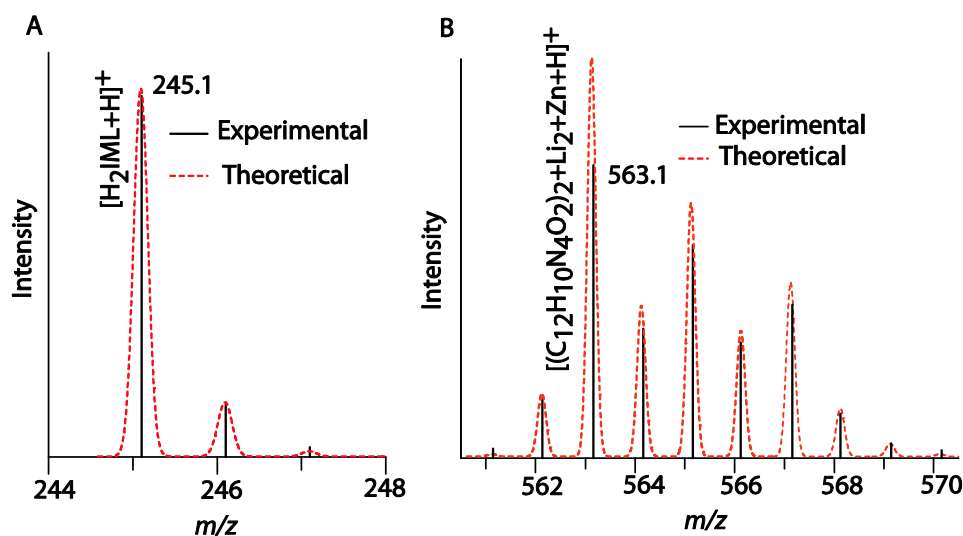 A
Intensity
[H2IML+H]+
245.1
Experimental
Theoretical
244
246
248
m/z
B
Intensity
[(C12H10N4O2)2+Li2+Zn+H]+
563.1
Experimental
Theoretical
562
564
566
568
570
m/z